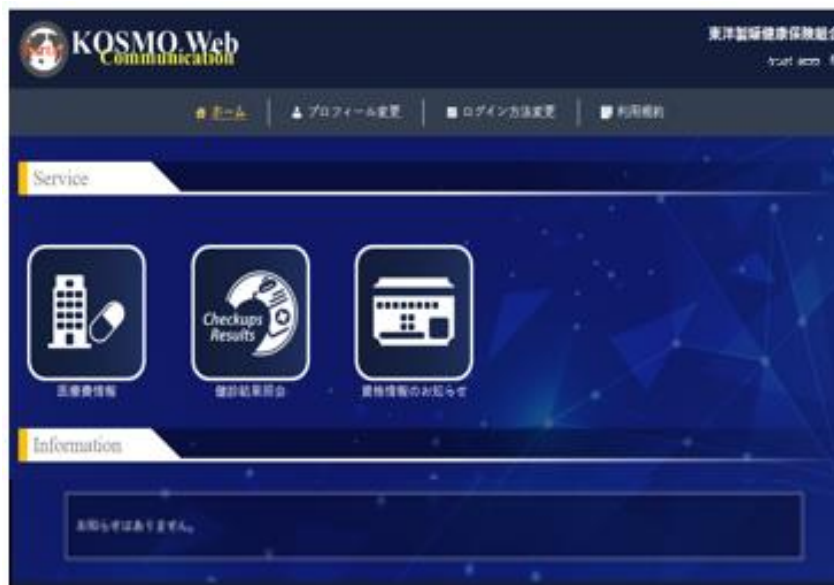 KOSMO Web
Communication
東洋製罐健康保険組合
ホーム
プロフィール変更
ログイン方法変更
利用規約
Service
Checkups
Results
医療費情報
健診結果照会
資格情報のお知らせ
Information
お知らせはありません。